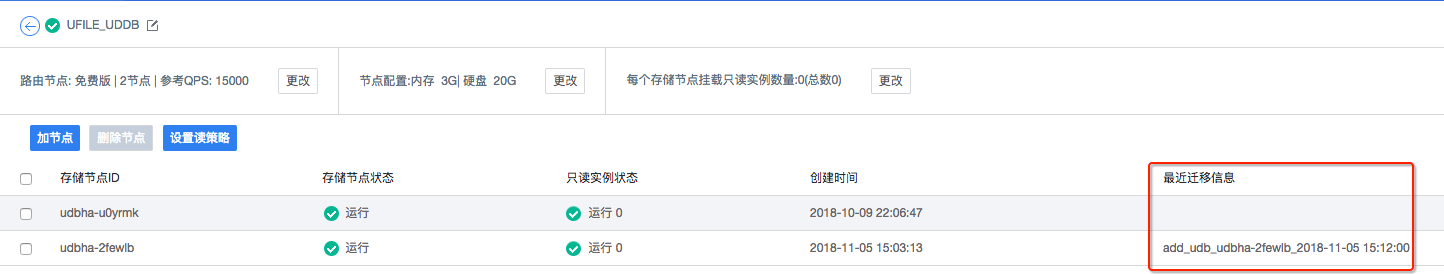 UFILE_UDDB
路由节点: 免费版 | 2节点 | 参考QPS: 15000 更改 节点配置:内存 3G| 硬盘 20G 更改 每个存储节点挂载只读实例数量:0(总数0) 更改
加节点 删除节点 设置读策略
存储节点ID 存储节点状态 只读实例状态 创建时间 最近迁移信息
udbha-u0yrmk 运行 运行 0 2018-10-09 22:06:47
udbha-2fewlb 运行 运行 0 2018-11-05 15:03:13 add_udb_udbha-2fewlb_2018-11-05 15:12:00